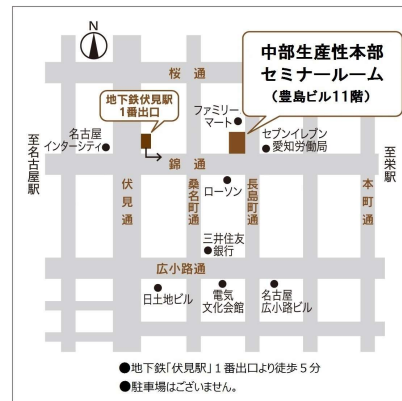 N
中部生産性本部
セミナールーム
（豊島ビル11階）
桜通
地下鉄伏見駅
1番出口
ファミリー
マート
名古屋
インターシティ
セブンイレブン
愛知労働局
至名古屋駅
至栄駅
錦通
伏見通
桑名町通
長島町通
本町通
ローソン
三井住友
銀行
広小路通
日土地ビル
電気
文化会館
名古屋
広小路ビル
●地下鉄「伏見駅」1番出口より徒歩5分
●駐車場はございません。